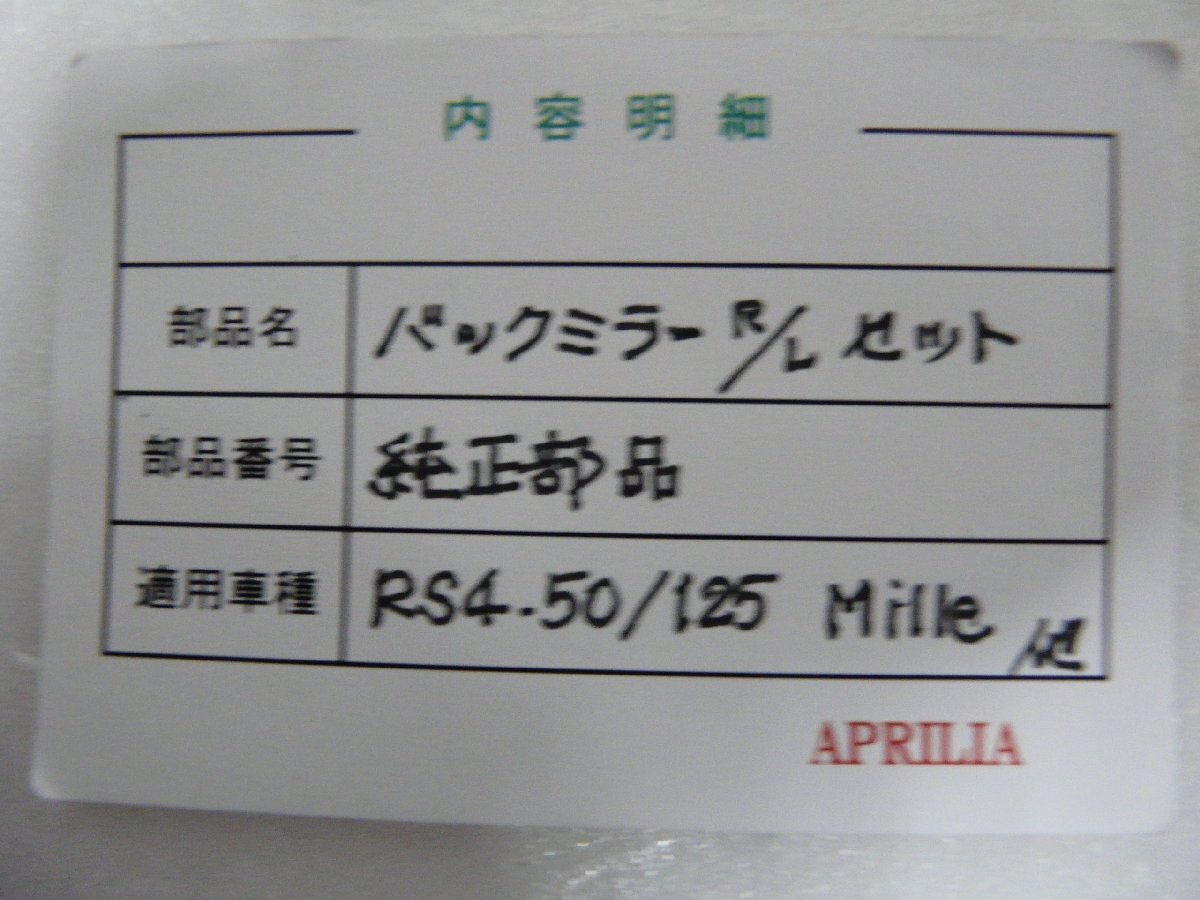 内容明細
部品名 バックミラー R/L セット
部品番号 純正部品
適用車種 RS4-50/125 Mille /他
APRILIA